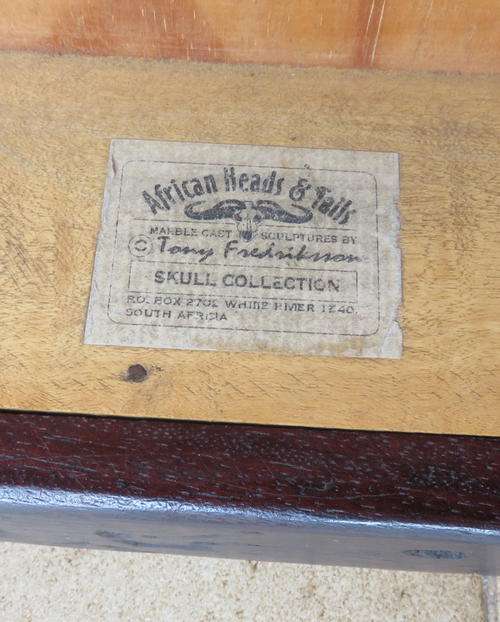 African Heads & Tails
MARBLE CAST SCULPTURES BY
© Tony Fredriksson
SKULL COLLECTION
P.O. BOX WHITE RIVER 1240
SOUTH AFRICA